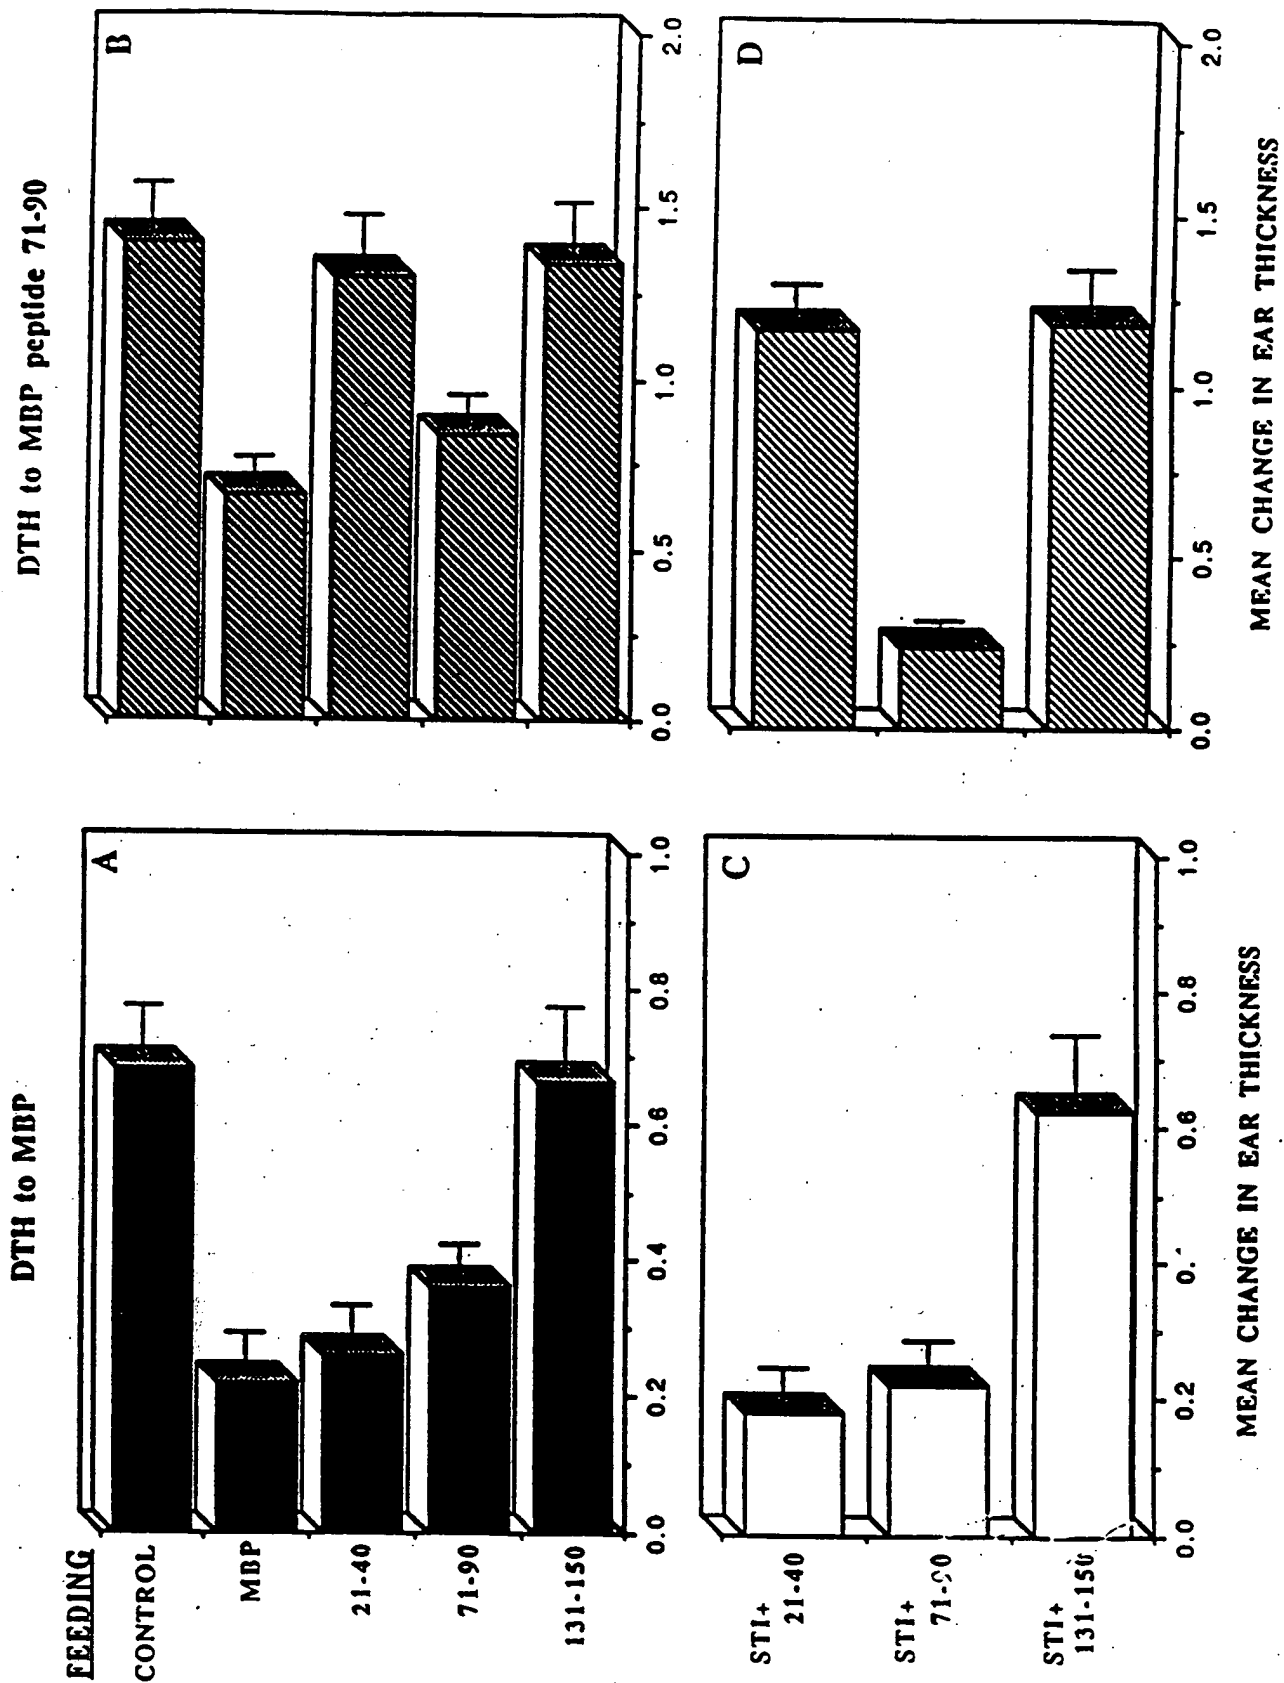 DTH to MBP
DTH to MBP peptide 71-90
FEEDING
CONTROL
MBP
21-40
71-90
131-150
A
0.0 0.2 0.4 0.6 0.8 1.0
B
0.0 0.5 1.0 1.5 2.0
STI+
21-40
STI+
71-90
STI+
131-150
C
0.0 0.2 0. 0.6 0.8 1.0
MEAN CHANGE IN EAR THICKNESS
D
0.0 0.5 1.0 1.5 2.0
MEAN CHANGE IN EAR THICKNESS